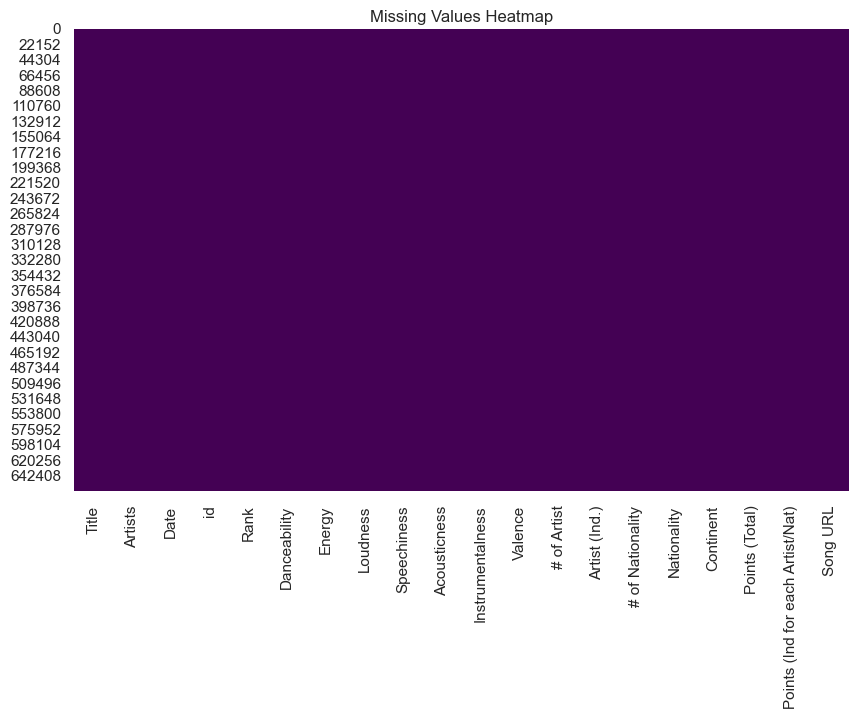 Missing Values Heatmap
0
22152
44304
66456
88608
110760
132912
155064
177216
199368
221520
243672
265824
287976
310128
332280
354432
376584
398736
420888
443040
465192
487344
509496
531648
553800
575952
598104
620256
642408
Title
Artists
Date
id
Rank
Danceability
Energy
Loudness
Speechiness
Acousticness
Instrumentalness
Valence
# of Artist
Artist (Ind.)
# of Nationality
Nationality
Continent
Points (Total)
Points (Ind for each Artist/Nat)
Song URL